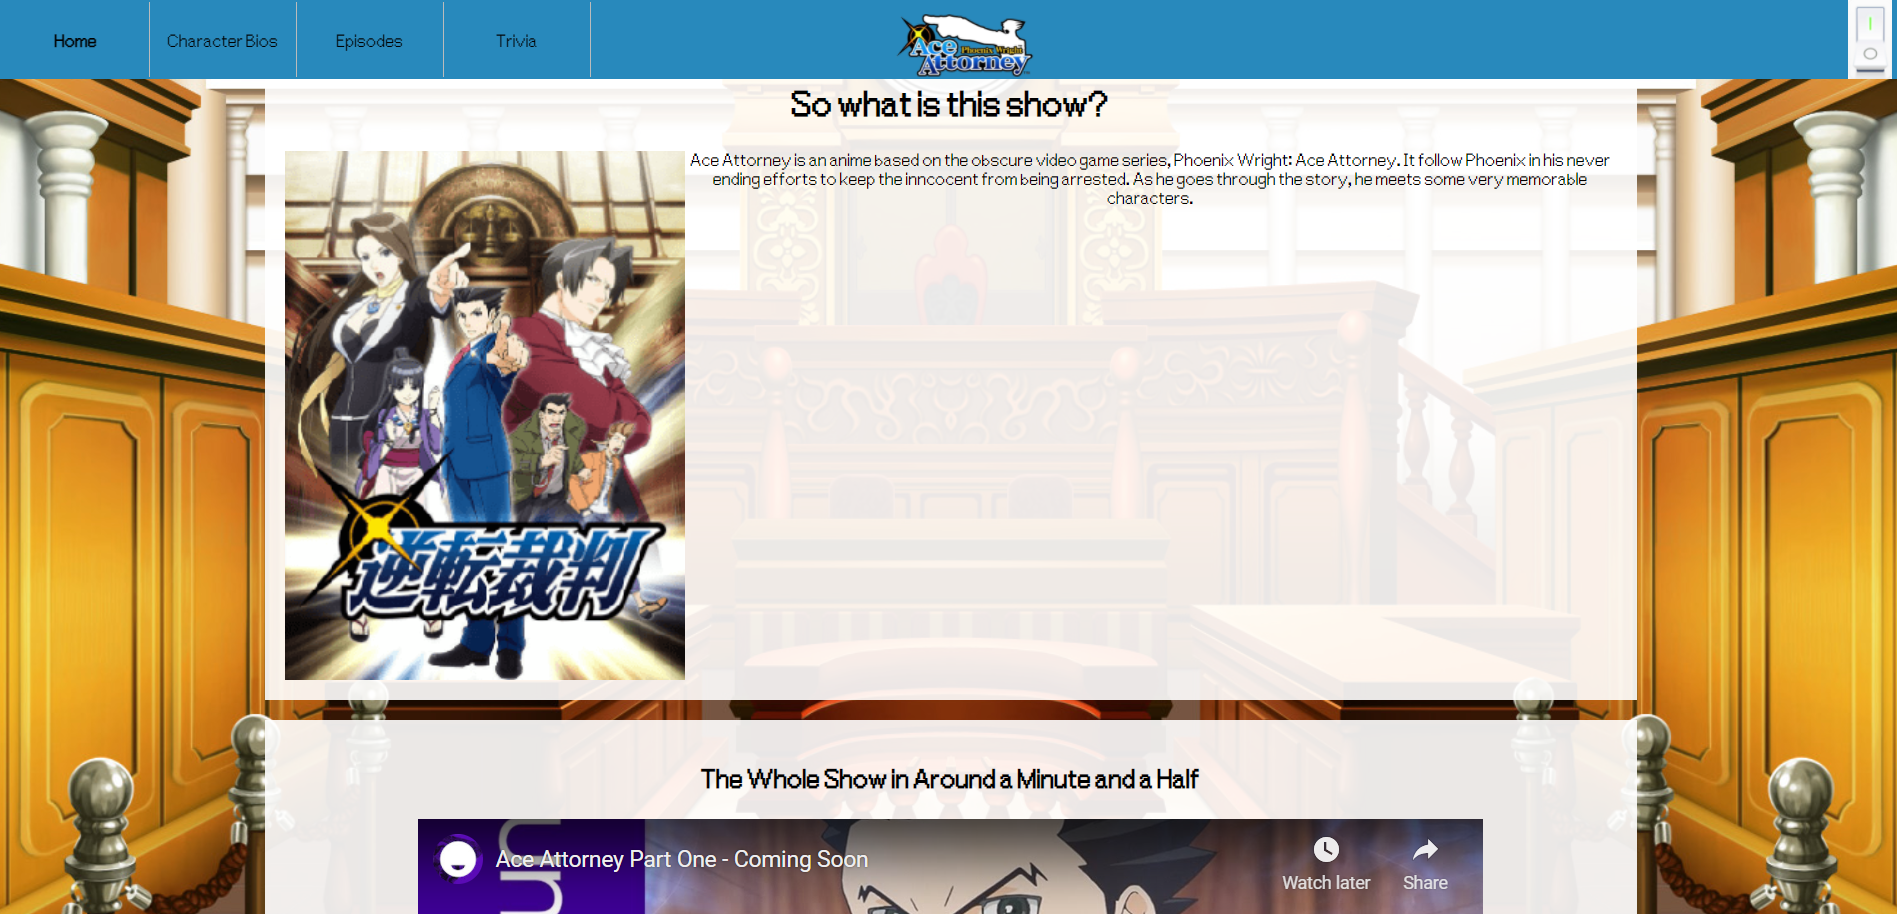 Home
Character Bios
Episodes
Trivia
Phoenix Wright
Ace
Attorney
So what is this show?
Ace Attorney is an anime based on the obscure video game series, Phoenix Wright: Ace Attorney. It follow Phoenix in his never
ending efforts to keep the inncocent from being arrested. As he goes through the story, he meets some very memorable
characters.
逆転裁判
The Whole Show in Around a Minute and a Half
Ace Attorney Part One - Coming Soon
Watch later
Share